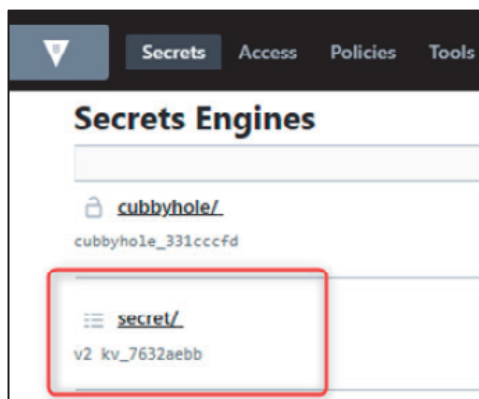 Secrets Access Policies Tools
Secrets Engines
cubbyhole/
cubbyhole_331cccfd
secret/
v2 kv_7632aebb